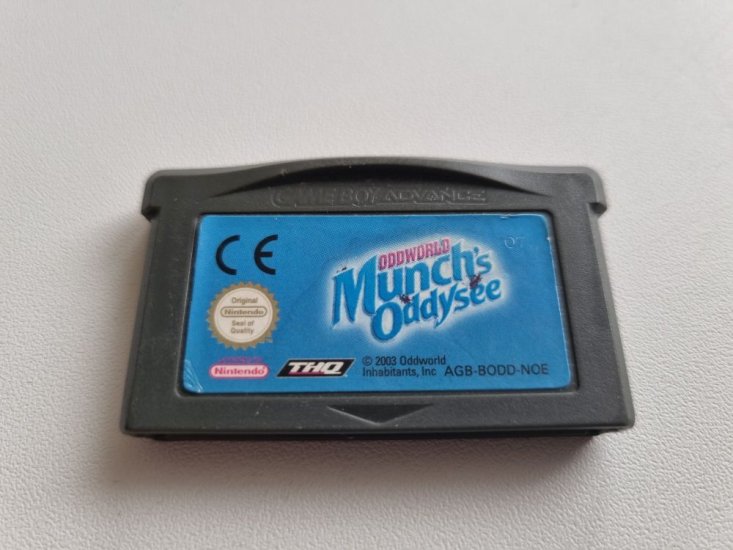 GAME BOY ADVANCE
CE
07
ODDWORLD
Munch's
Oddysee
Original
Nintendo
Seal of
Quality
Nintendo
THQ
© 2003 Oddworld
Inhabitants, Inc AGB-BODD-NOE